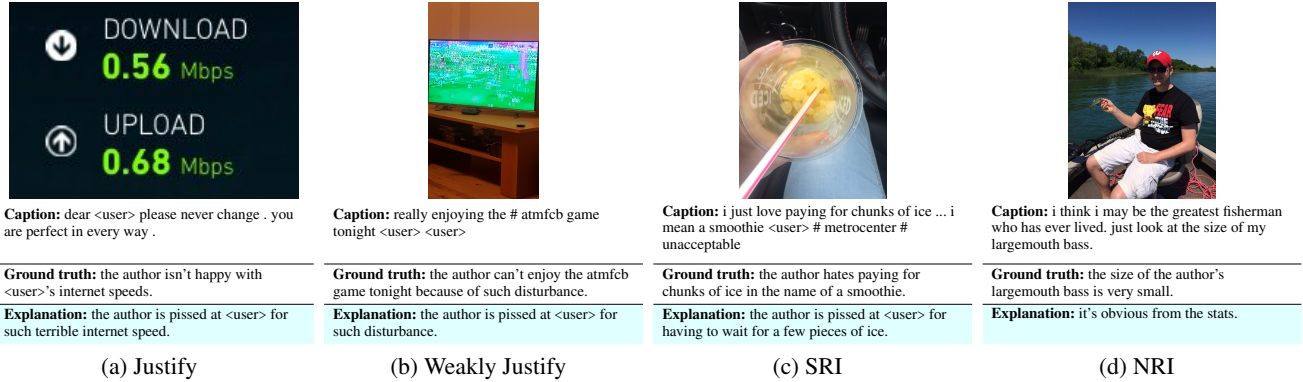 DOWNLOAD
0.56 Mbps
UPLOAD
0.68 Mbps
Caption: dear <user> please never change . you
are perfect in every way .
Ground truth: the author isn't happy with
<user>'s internet speeds.
Explanation: the author is pissed at <user> for
such terrible internet speed.
(a) Justify
Caption: really enjoying the # atmfcb game
tonight <user> <user>
Ground truth: the author can't enjoy the atmfcb
game tonight because of such disturbance.
Explanation: the author is pissed at <user> for
such disturbance.
(b) Weakly Justify
Caption: i just love paying for chunks of ice ... i
mean a smoothie <user> # metrocenter #
unacceptable
Ground truth: the author hates paying for
chunks of ice in the name of a smoothie.
Explanation: the author is pissed at <user> for
having to wait for a few pieces of ice.
(c) SRI
FEAR
THE
Caption: i think i may be the greatest fisherman
who has ever lived. just look at the size of my
largemouth bass.
Ground truth: the size of the author's
largemouth bass is very small.
Explanation: it's obvious from the stats.
(d) NRI